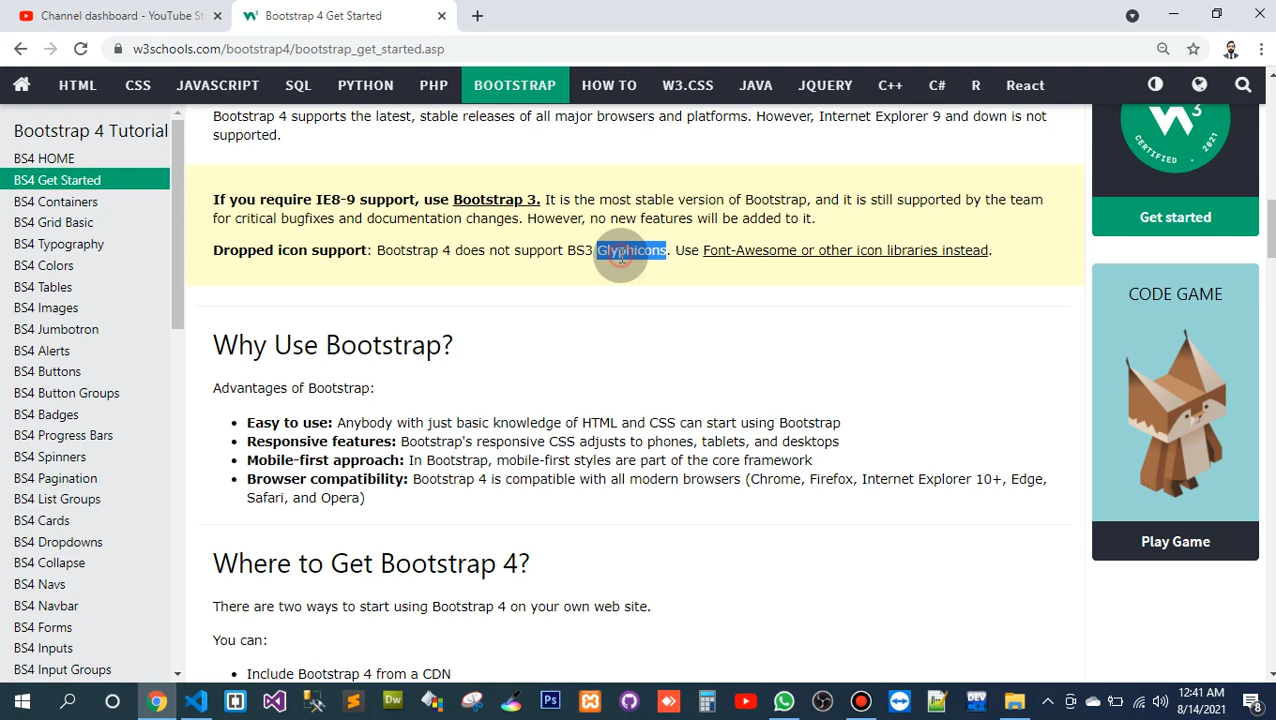 Channel dashboard - YouTube St
Bootstrap 4 Get Started
w3schools.com/bootstrap4/bootstrap_get_started.asp
HTML CSS JAVASCRIPT SQL PYTHON PHP BOOTSTRAP HOW TO W3.CSS JAVA JQUERY C++ C# R React
Bootstrap 4 Tutorial
BS4 HOME
BS4 Get Started
BS4 Containers
BS4 Grid Basic
BS4 Typography
BS4 Colors
BS4 Tables
BS4 Images
BS4 Jumbotron
BS4 Alerts
BS4 Buttons
BS4 Button Groups
BS4 Badges
BS4 Progress Bars
BS4 Spinners
BS4 Pagination
BS4 List Groups
BS4 Cards
BS4 Dropdowns
BS4 Collapse
BS4 Navs
BS4 Navbar
BS4 Forms
BS4 Inputs
BS4 Input Groups
Bootstrap 4 supports the latest, stable releases of all major browsers and platforms. However, Internet Explorer 9 and down is not
supported.
If you require IE8-9 support, use Bootstrap 3. It is the most stable version of Bootstrap, and it is still supported by the team
for critical bugfixes and documentation changes. However, no new features will be added to it.
Dropped icon support: Bootstrap 4 does not support BS3 Glyphicons. Use Font-Awesome or other icon libraries instead.
Why Use Bootstrap?
Advantages of Bootstrap:
• Easy to use: Anybody with just basic knowledge of HTML and CSS can start using Bootstrap
• Responsive features: Bootstrap's responsive CSS adjusts to phones, tablets, and desktops
• Mobile-first approach: In Bootstrap, mobile-first styles are part of the core framework
• Browser compatibility: Bootstrap 4 is compatible with all modern browsers (Chrome, Firefox, Internet Explorer 10+, Edge,
Safari, and Opera)
Where to Get Bootstrap 4?
There are two ways to start using Bootstrap 4 on your own web site.
You can:
• Include Bootstrap 4 from a CDN
W3
CERTIFIED . 2021
Get started
CODE GAME
Play Game
Dw
Ps
DEV
12:41 AM
8/14/2021
8